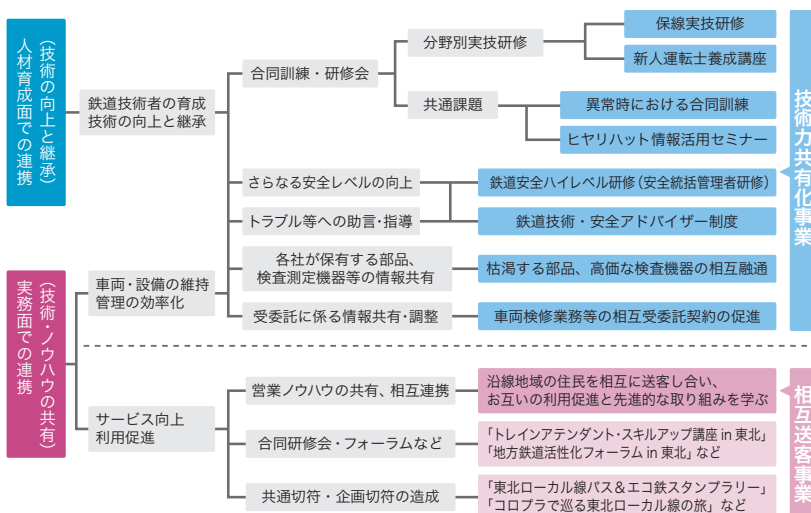 人材育成面での連携
（技術の向上と継承）
鉄道技術者の育成
技術の向上と継承
合同訓練・研修会
分野別実技研修
保線実技研修
新人運転士養成講座
共通課題
異常時における合同訓練
ヒヤリハット情報活用セミナー
さらなる安全レベルの向上
鉄道安全ハイレベル研修（安全統括管理者研修）
トラブル等への助言・指導
鉄道技術・安全アドバイザー制度
技術力共有化事業
実務面での連携
（技術・ノウハウの共有）
車両・設備の維持
管理の効率化
各社が保有する部品、
検査測定機器等の情報共有
枯渇する部品、高価な検査機器の相互融通
受委託に係る情報共有・調整
車両検修業務等の相互受委託契約の促進
サービス向上
利用促進
営業ノウハウの共有、相互連携
沿線地域の住民を相互に送客し合い、
お互いの利用促進と先進的な取り組みを学ぶ
合同研修会・フォーラムなど
「トレインアテンダント・スキルアップ講座 in 東北」
「地方鉄道活性化フォーラム in 東北」など
共通切符・企画切符の造成
「東北ローカル線パス＆エコ鉄スタンプラリー」
「コロプラで巡る東北ローカル線の旅」など
相互送客事業